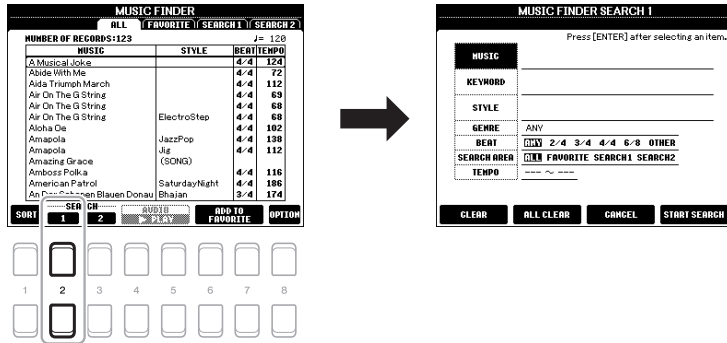 MUSIC FINDER
ALL FAVORITE SEARCH 1 SEARCH 2
NUMBER OF RECORDS:123 ♩= 120
MUSIC STYLE BEAT TEMPO
A Musical Joke 4/4 124
Abide With Me 4/4 72
Aida Triumph March 4/4 112
Air On The G String 4/4 69
Air On The G String 4/4 68
Air On The G String ElectroStep 4/4 68
Aloha Oe 4/4 102
Amapola JazzPop 4/4 138
Amapola Jig 4/4 112
Amazing Grace (SONG)
Amboss Polka 4/4 116
American Patrol SaturdayNight 4/4 186
An Der Schonen Blauen Donau Bhajan 3/4 174
SORT SEARCH 1 2 AUDIO ▶ PLAY ADD TO FAVORITE OPTION
1 2 3 4 5 6 7 8
MUSIC FINDER SEARCH 1
Press [ENTER] after selecting an item.
MUSIC
KEYWORD
STYLE
GENRE ANY
BEAT ANY 2/4 3/4 4/4 6/8 OTHER
SEARCH AREA ALL FAVORITE SEARCH1 SEARCH2
TEMPO --- ~ ---
CLEAR ALL CLEAR CANCEL START SEARCH